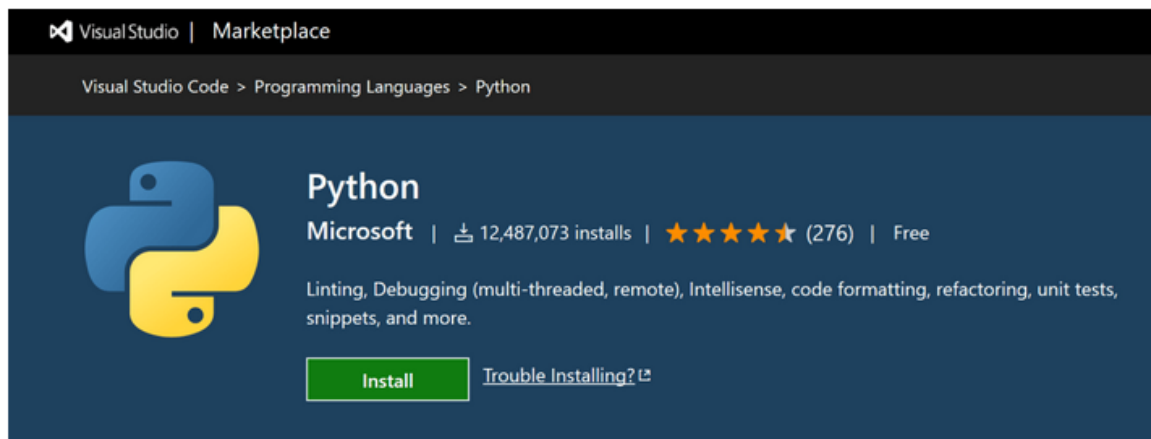 Visual Studio | Marketplace
Visual Studio Code > Programming Languages > Python
Python
Microsoft | 12,487,073 installs | (276) | Free
Linting, Debugging (multi-threaded, remote), Intellisense, code formatting, refactoring, unit tests,
snippets, and more.
Install Trouble Installing?